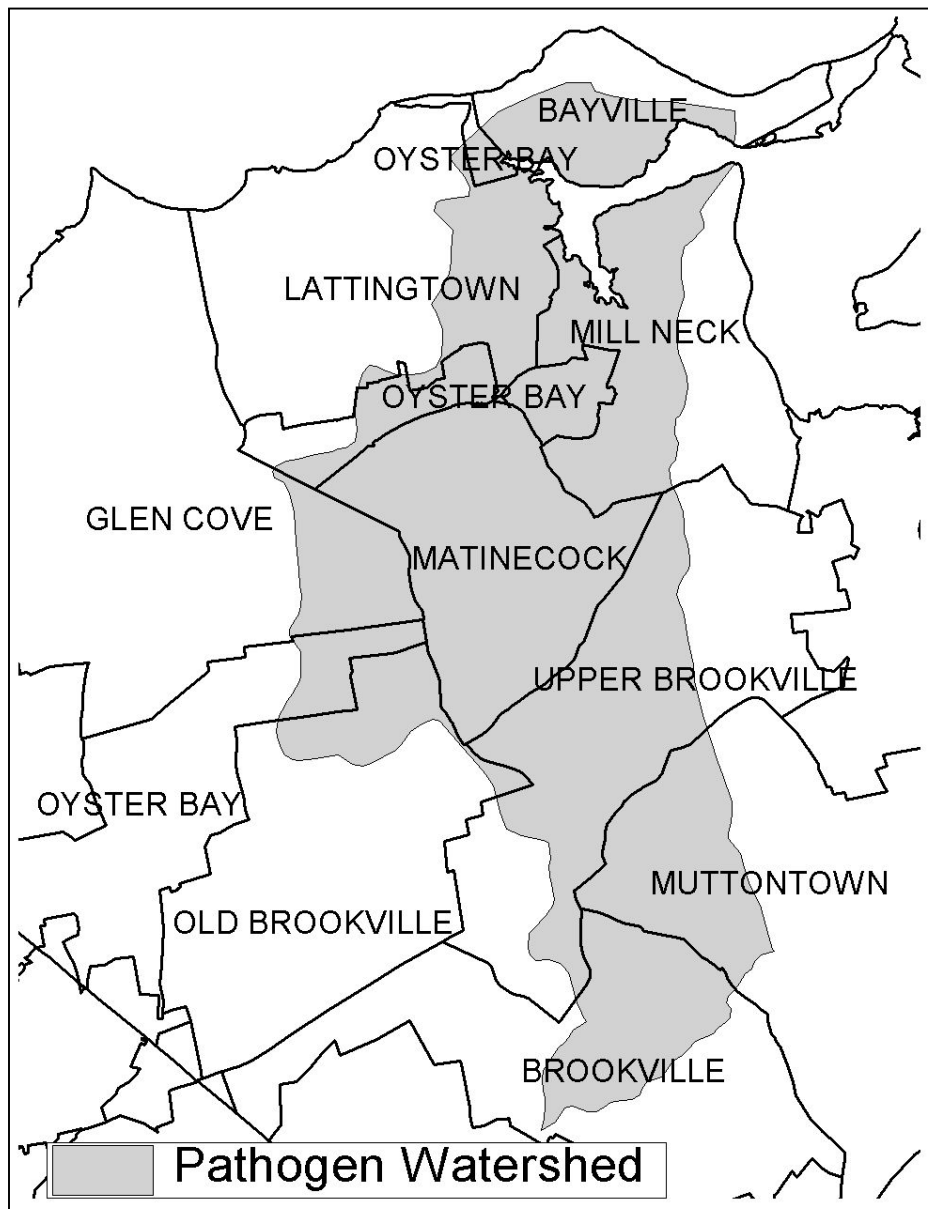 BAYVILLE
OYSTER BAY
LATTINGTOWN
MILL NECK
OYSTER BAY
GLEN COVE
MATINECOCK
UPPER BROOKVILLE
OYSTER BAY
MUTTONTOWN
OLD BROOKVILLE
BROOKVILLE
Pathogen Watershed